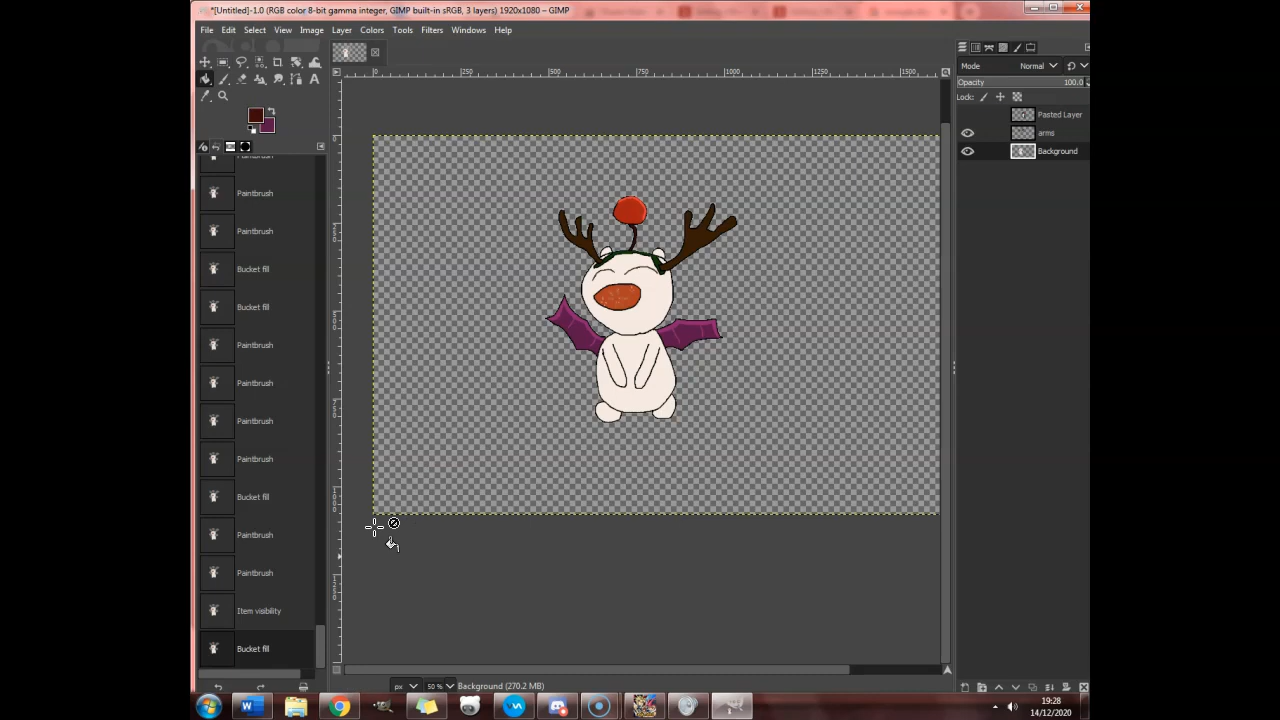 *[Untitled]-1.0 (RGB color 8-bit gamma integer, GIMP built-in sRGB, 3 layers) 1920x1080 – GIMP
File Edit Select View Image Layer Colors Tools Filters Windows Help
0 250 500 750 1000 1250 1500
Mode Normal
Opacity 100.0
Lock:
Pasted Layer
arms
Background
Paintbrush
Paintbrush
Paintbrush
Bucket fill
Bucket fill
Paintbrush
Paintbrush
Paintbrush
Paintbrush
Bucket fill
Paintbrush
Paintbrush
Item visibility
Bucket fill
px 50 % Background (270.2 MB)
19:28
14/12/2020